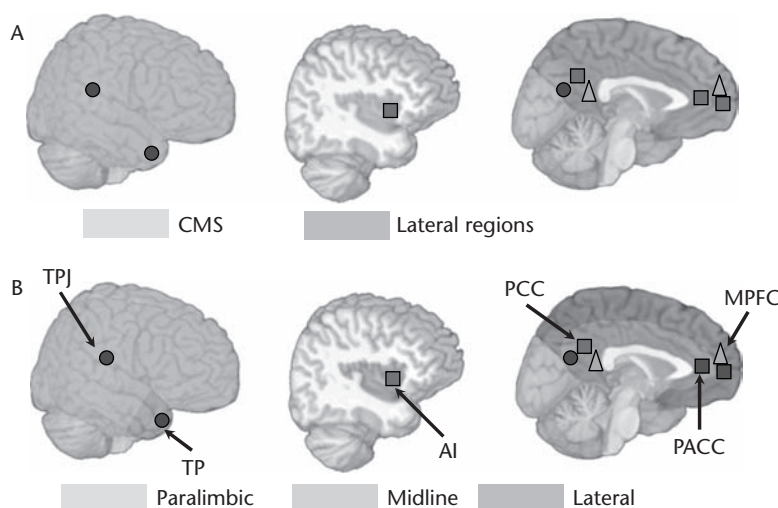 A
CMS
Lateral regions
B
TPJ
PCC
MPFC
TP
AI
PACC
Paralimbic
Midline
Lateral